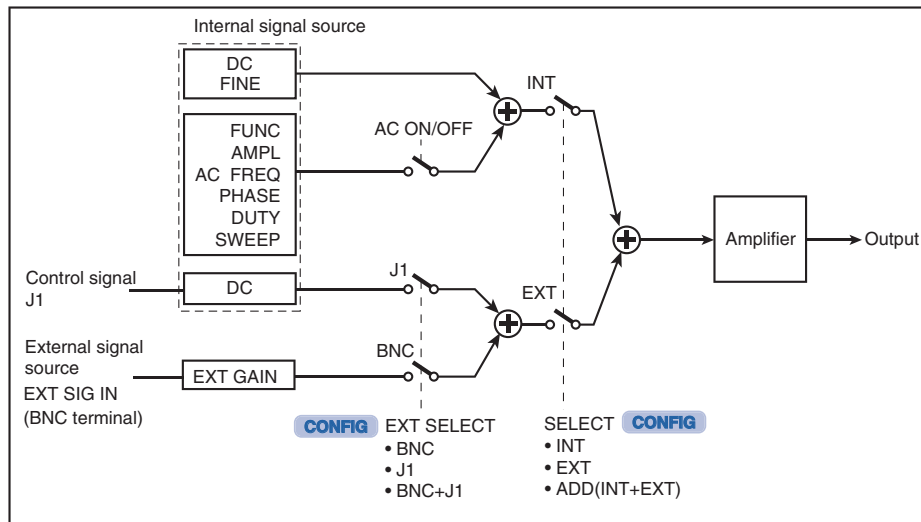 Internal signal source
DC
FINE
FUNC
AMPL
AC FREQ
PHASE
DUTY
SWEEP
AC ON/OFF
INT
Amplifier
Output
Control signal
J1
DC
J1
EXT
External signal
source
EXT SIG IN
(BNC terminal)
EXT GAIN
BNC
CONFIG EXT SELECT
• BNC
• J1
• BNC+J1
SELECT CONFIG
• INT
• EXT
• ADD(INT+EXT)